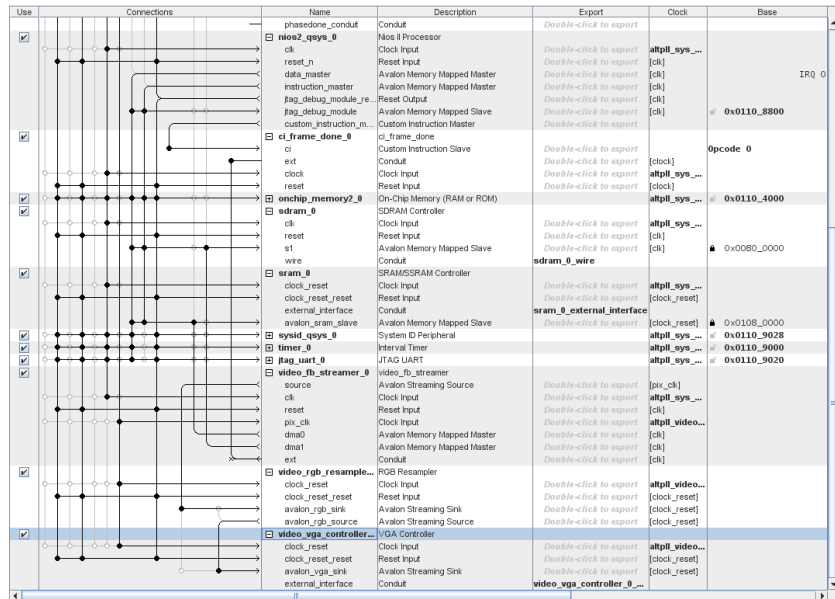 Use Connections Name Description Export Clock Base
phasedone_conduit Conduit Double-click to export
nios2_qsys_0 Nios II Processor
clk Clock Input Double-click to export altpll_sys_...
reset_n Reset Input Double-click to export [clk]
data_master Avalon Memory Mapped Master Double-click to export [clk] IRQ 0
instruction_master Avalon Memory Mapped Master Double-click to export [clk]
jtag_debug_module_re... Reset Output Double-click to export [clk]
jtag_debug_module Avalon Memory Mapped Slave Double-click to export [clk] 0x0110_8800
custom_instruction_m... Custom Instruction Master Double-click to export
ci_frame_done_0 ci_frame_done
ci Custom Instruction Slave Double-click to export Opcode 0
ext Conduit Double-click to export [clock]
clock Clock Input Double-click to export altpll_sys_...
reset Reset Input Double-click to export [clock]
onchip_memory2_0 On-Chip Memory (RAM or ROM) altpll_sys_... 0x0110_4000
sdram_0 SDRAM Controller
clk Clock Input Double-click to export altpll_sys_...
reset Reset Input Double-click to export [clk]
s1 Avalon Memory Mapped Slave Double-click to export [clk] 0x0080_0000
wire Conduit sdram_0_wire
sram_0 SRAM/SSRAM Controller
clock_reset Clock Input Double-click to export altpll_sys_...
clock_reset_reset Reset Input Double-click to export [clock_reset]
external_interface Conduit sram_0_external_interface
avalon_sram_slave Avalon Memory Mapped Slave Double-click to export [clock_reset] 0x0108_0000
sysid_qsys_0 System ID Peripheral altpll_sys_... 0x0110_9028
timer_0 Interval Timer altpll_sys_... 0x0110_9000
jtag_uart_0 JTAG UART altpll_sys_... 0x0110_9020
video_fb_streamer_0 video_fb_streamer
source Avalon Streaming Source Double-click to export [pix_clk]
clk Clock Input Double-click to export altpll_sys_...
reset Reset Input Double-click to export [clk]
pix_clk Clock Input Double-click to export altpll_video...
dma0 Avalon Memory Mapped Master Double-click to export [clk]
dma1 Avalon Memory Mapped Master Double-click to export [clk]
ext Conduit Double-click to export [clk]
video_rgb_resample... RGB Resampler
clock_reset Clock Input Double-click to export altpll_video...
clock_reset_reset Reset Input Double-click to export [clock_reset]
avalon_rgb_sink Avalon Streaming Sink Double-click to export [clock_reset]
avalon_rgb_source Avalon Streaming Source Double-click to export [clock_reset]
video_vga_controller... VGA Controller
clock_reset Clock Input Double-click to export altpll_video...
clock_reset_reset Reset Input Double-click to export [clock_reset]
avalon_vga_sink Avalon Streaming Sink Double-click to export [clock_reset]
external_interface Conduit video_vga_controller_0_...